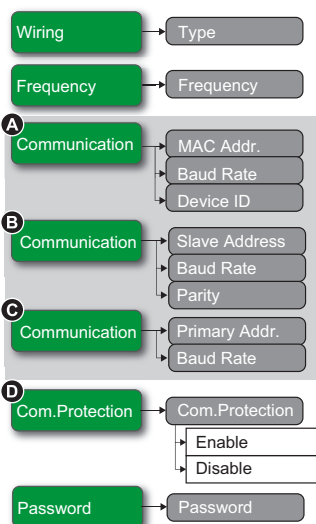 Wiring
Type
Frequency
Frequency
A
Communication
MAC Addr.
Baud Rate
Device ID
B
Communication
Slave Address
Baud Rate
Parity
C
Communication
Primary Addr.
Baud Rate
D
Com.Protection
Com.Protection
Enable
Disable
Password
Password